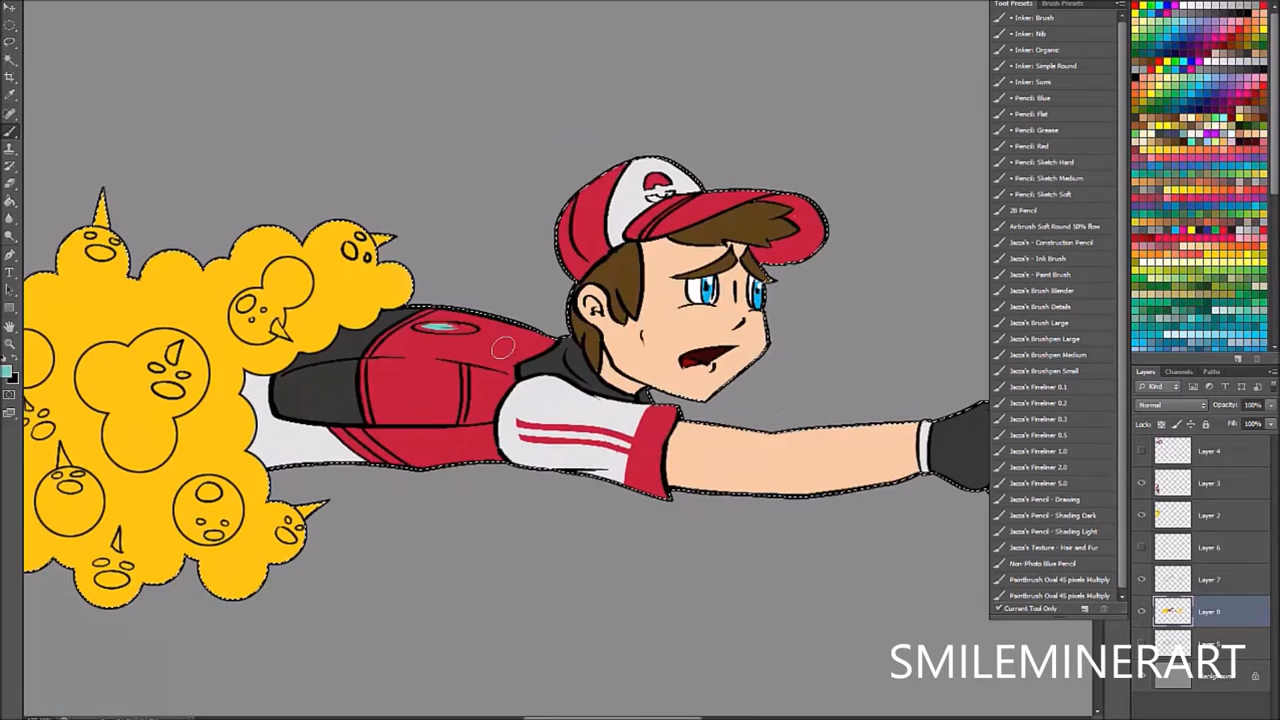 Tool Presets
Brush Presets
Inker: Brush
Inker: Nib
Inker: Organic
Inker: Simple Round
Inker: Sumi
Pencil: Blue
Pencil: Flat
Pencil: Grease
Pencil: Red
Pencil: Sketch Hard
Pencil: Sketch Medium
Pencil: Sketch Soft
2B Pencil
Airbrush Soft Round 50% flow
Jazza's - Construction Pencil
Jazza's - Ink Brush
Jazza's - Paint Brush
Jazza's Brush Blender
Jazza's Brush Details
Jazza's Brush Large
Jazza's Brushpen Large
Jazza's Brushpen Medium
Jazza's Brushpen Small
Jazza's Fineliner 0.1
Jazza's Fineliner 0.2
Jazza's Fineliner 0.3
Jazza's Fineliner 0.5
Jazza's Fineliner 1.0
Jazza's Fineliner 2.0
Jazza's Fineliner 5.0
Jazza's Pencil - Drawing
Jazza's Pencil - Shading Dark
Jazza's Pencil - Shading Light
Jazza's Texture - Hair and Fur
Non-Photo Blue Pencil
Paintbrush Oval 45 pixels Multiply
Paintbrush Oval 45 pixels Multiply
Current Tool Only
Layers
Channels
Paths
Kind
Normal
Opacity: 100%
Lock:
Fill: 100%
Layer 4
Layer 3
Layer 2
Layer 6
Layer 7
Layer 8
SMILEMINERART